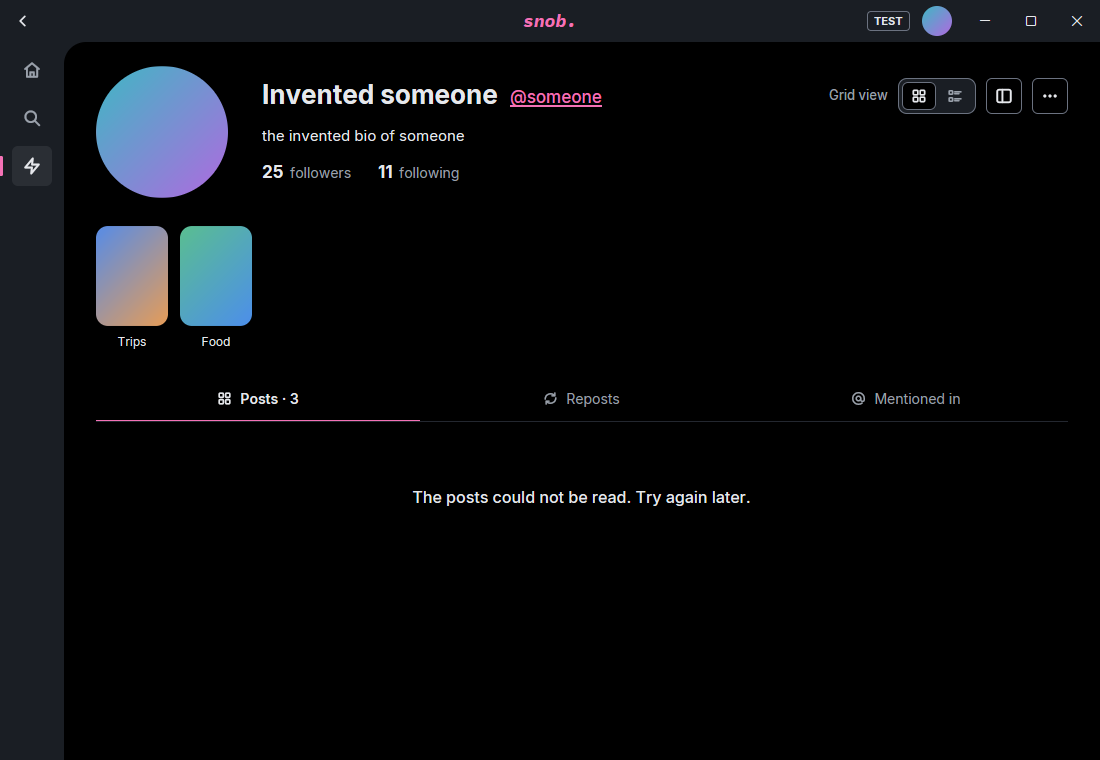 snob.
TEST
Invented someone @someone
Grid view
the invented bio of someone
25 followers 11 following
Trips
Food
Posts · 3
Reposts
Mentioned in
The posts could not be read. Try again later.